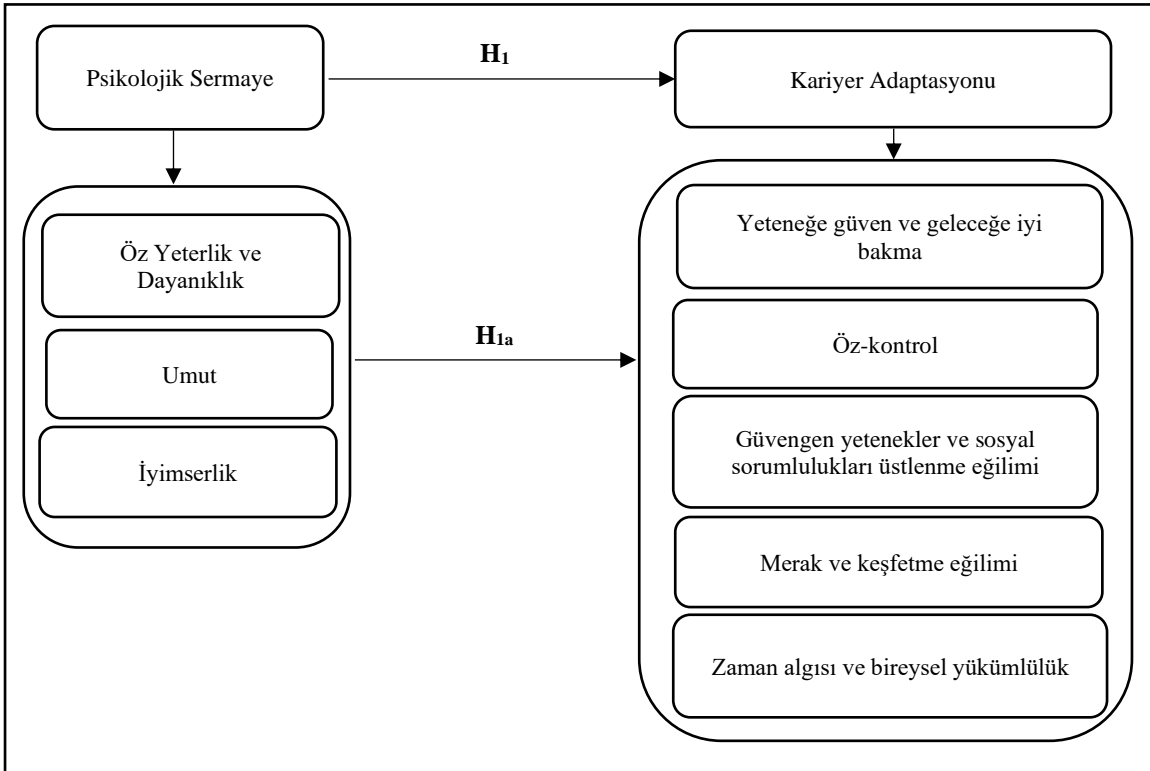 Psikolojik Sermaye
H1
Kariyer Adaptasyonu
Öz Yeterlik ve
Dayanıklık
Umut
İyimserlik
H1a
Yeteneğe güven ve geleceğe iyi
bakma
Öz-kontrol
Güvengen yetenekler ve sosyal
sorumlulukları üstlenme eğilimi
Merak ve keşfetme eğilimi
Zaman algısı ve bireysel yükümlülük